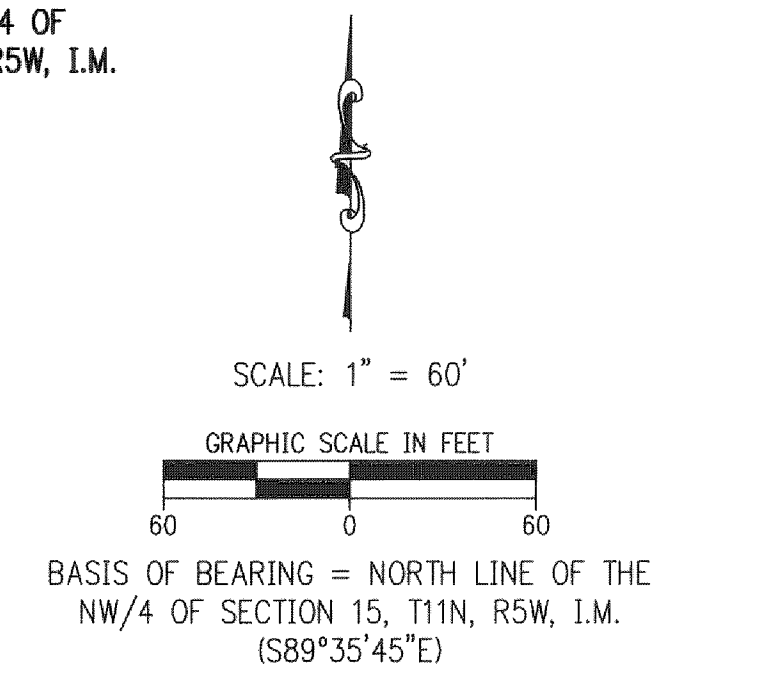 4 OF
R5W, I.M.
SCALE: 1" = 60'
GRAPHIC SCALE IN FEET
60 0 60
BASIS OF BEARING = NORTH LINE OF THE
NW/4 OF SECTION 15, T11N, R5W, I.M.
(S89°35'45"E)